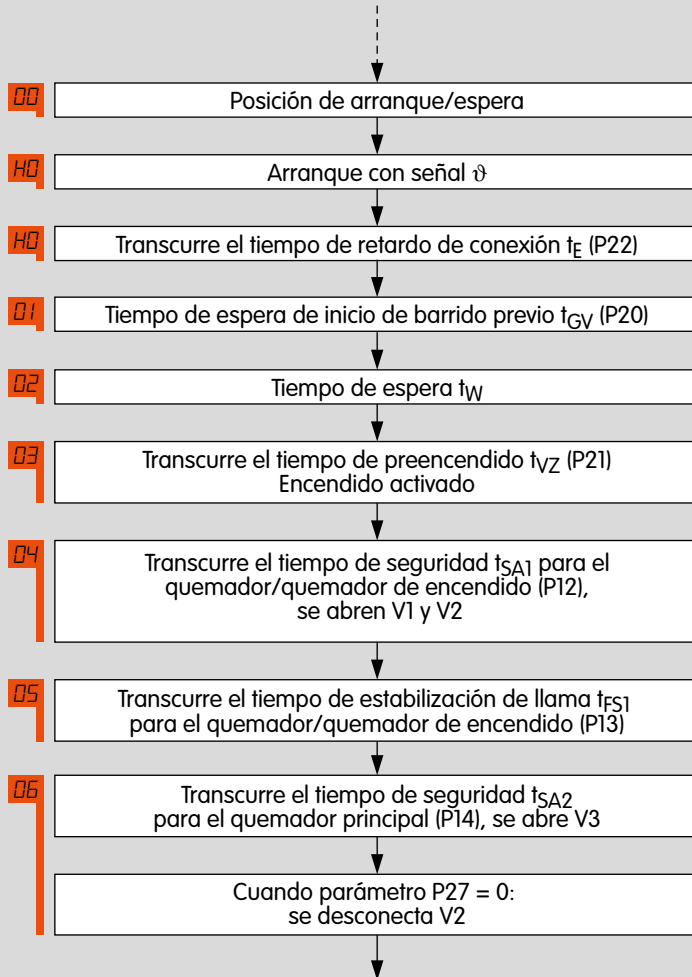 00 Posición de arranque/espera
H0 Arranque con señal ϑ
H0 Transcurre el tiempo de retardo de conexión tE (P22)
01 Tiempo de espera de inicio de barrido previo tGV (P20)
02 Tiempo de espera tW
03 Transcurre el tiempo de preencendido tVZ (P21)
Encendido activado
04 Transcurre el tiempo de seguridad tSA1 para el
quemador/quemador de encendido (P12),
se abren V1 y V2
05 Transcurre el tiempo de estabilización de llama tFS1
para el quemador/quemador de encendido (P13)
06 Transcurre el tiempo de seguridad tSA2
para el quemador principal (P14), se abre V3
Cuando parámetro P27 = 0:
se desconecta V2